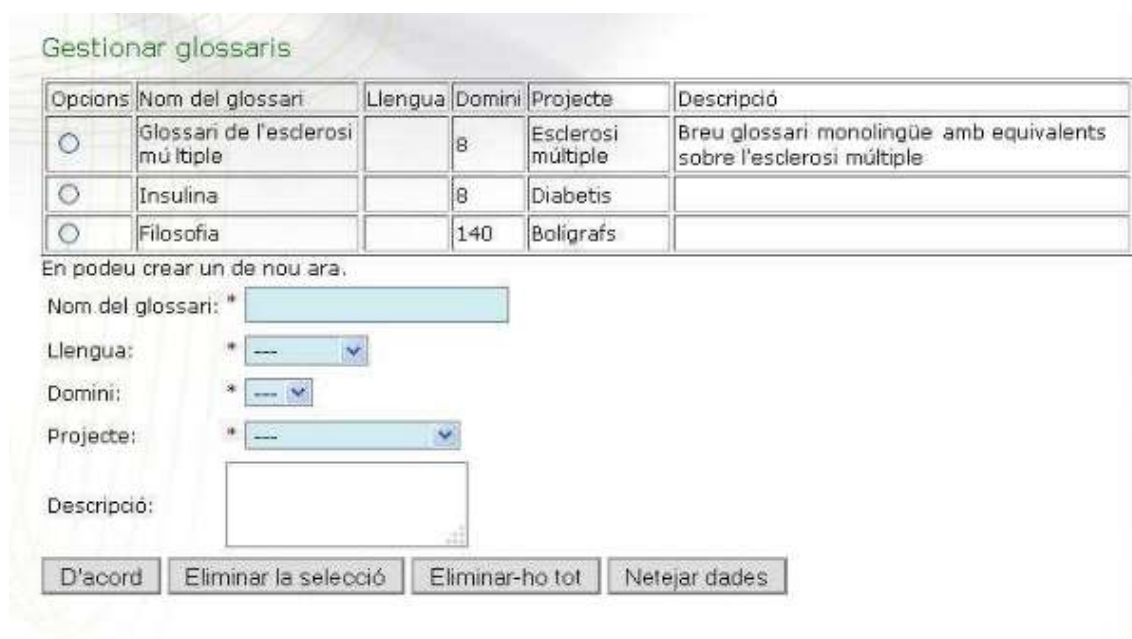 Gestionar glossaris
Opcions Nom del glossari Llengua Domini Projecte Descripció
Glossari de l'esclerosi múltiple 8 Esclerosi múltiple Breu glossari monolingüe amb equivalents sobre l'esclerosi múltiple
Insulina 8 Diabetis
Filosofia 140 Bolígrafs
En podeu crear un de nou ara.
Nom del glossari: *
Llengua: * ---
Domini: * ---
Projecte: * ---
Descripció:
D'acord Eliminar la selecció Eliminar-ho tot Netejar dades